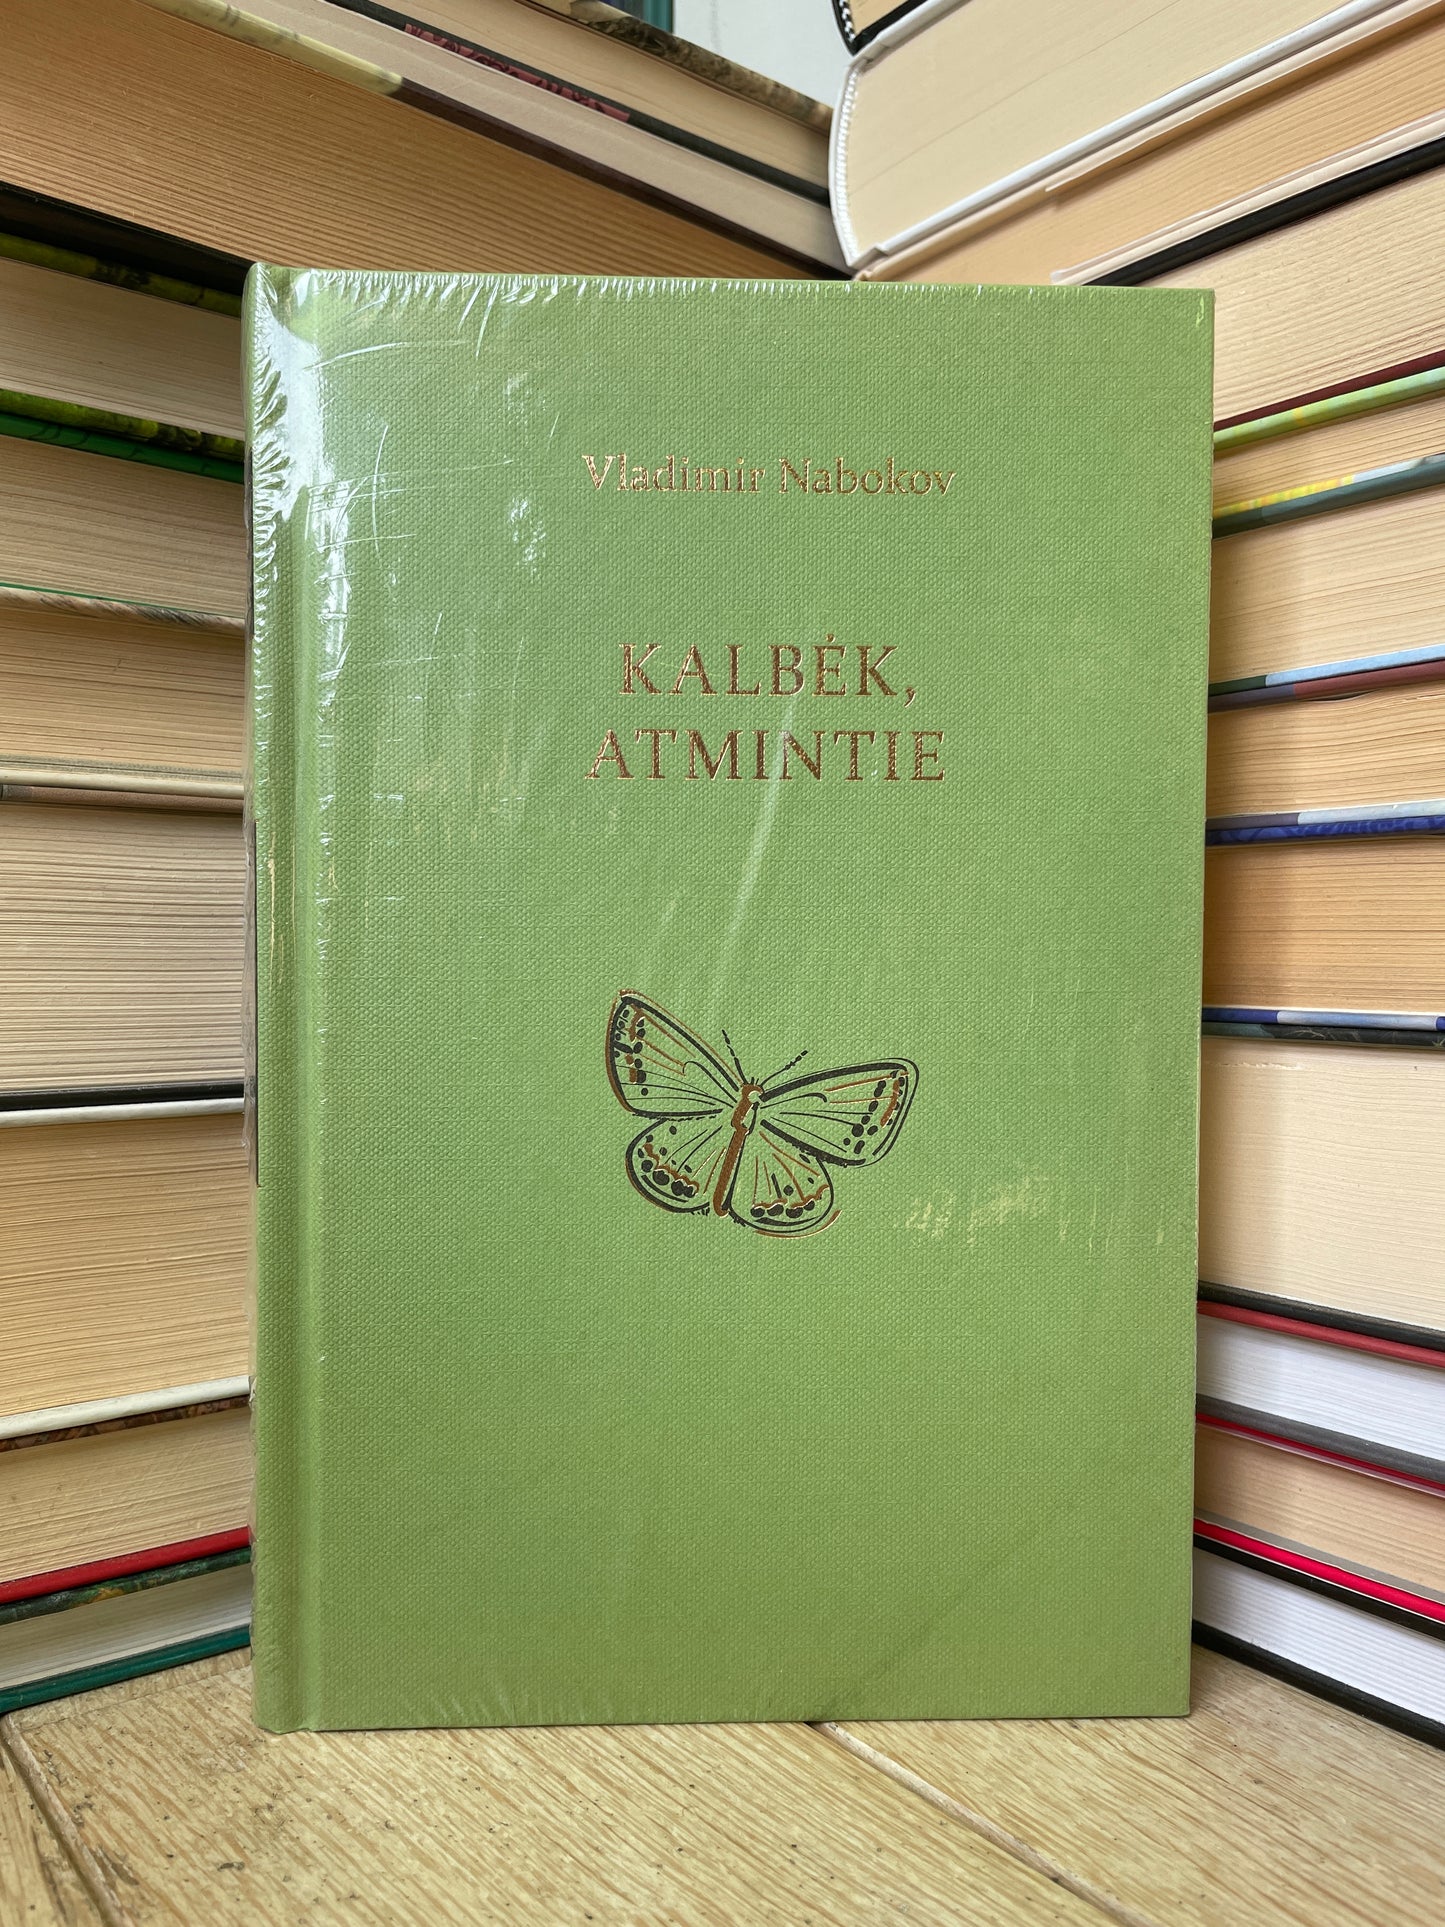 Vladimir Nabokov
KALBĖK,
ATMINTIE